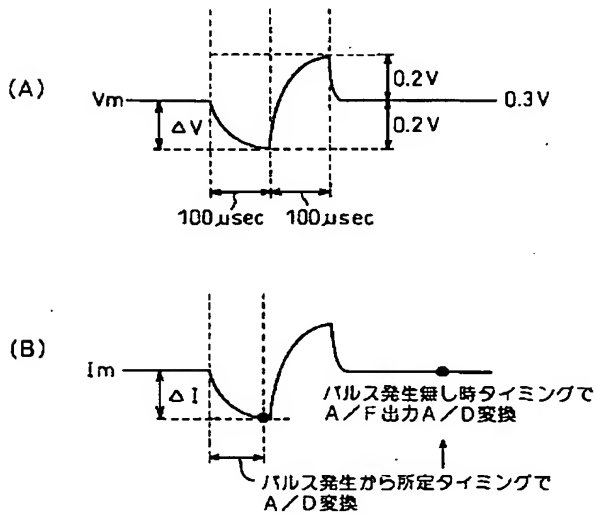 (A)
Vm
ΔV
0.2V
0.3V
0.2V
100μsec 100μsec
(B)
Im
ΔI
パルス発生無し時タイミングで
A/F出力A/D変換
パルス発生から所定タイミングで
A/D変換